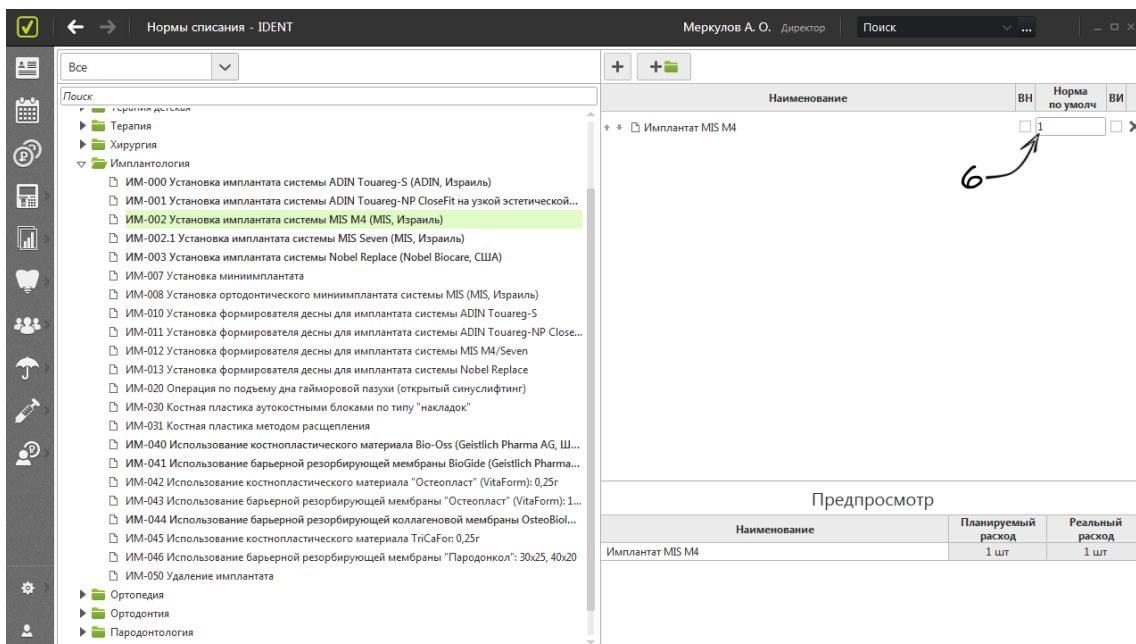 Нормы списания - IDENT
Меркулов А. О. Директор
Поиск
...
Все
Поиск
Терапия детская
Терапия
Хирургия
Имплантология
ИМ-000 Установка имплантата системы ADIN Touareg-S (ADIN, Израиль)
ИМ-001 Установка имплантата системы ADIN Touareg-NP CloseFit на узкой эстетической...
ИМ-002 Установка имплантата системы MIS M4 (MIS, Израиль)
ИМ-002.1 Установка имплантата системы MIS Seven (MIS, Израиль)
ИМ-003 Установка имплантата системы Nobel Replace (Nobel Biocare, США)
ИМ-007 Установка миниимплантата
ИМ-008 Установка ортодонтического миниимплантата системы MIS (MIS, Израиль)
ИМ-010 Установка формирователя десны для имплантата системы ADIN Touareg-S
ИМ-011 Установка формирователя десны для имплантата системы ADIN Touareg-NP Close...
ИМ-012 Установка формирователя десны для имплантата системы MIS M4/Seven
ИМ-013 Установка формирователя десны для имплантата системы Nobel Replace
ИМ-020 Операция по подъему дна гайморовой пазухи (открытый синуслифтинг)
ИМ-030 Костная пластика аутокостными блоками по типу "накладок"
ИМ-031 Костная пластика методом расщепления
ИМ-040 Использование костнопластического материала Bio-Oss (Geistlich Pharma AG, Ш...
ИМ-041 Использование барьерной резорбирующей мембраны BioGide (Geistlich Pharma...
ИМ-042 Использование костнопластического материала "Остеопласт" (VitaForm): 0,25г
ИМ-043 Использование барьерной резорбирующей мембраны "Остеопласт" (VitaForm): 1...
ИМ-044 Использование барьерной резорбирующей коллагеновой мембраны OsteoBiol...
ИМ-045 Использование костнопластического материала TriCaFor: 0,25г
ИМ-046 Использование барьерной резорбирующей мембраны "Пародонкол": 30х25, 40х20
ИМ-050 Удаление имплантата
Ортопедия
Ортодонтия
Пародонтология
Наименование
ВН
Норма
по умолч
ВИ
Имплантат MIS M4
1
6
Предпросмотр
Наименование
Планируемый
расход
Реальный
расход
Имплантат MIS M4
1 шт
1 шт